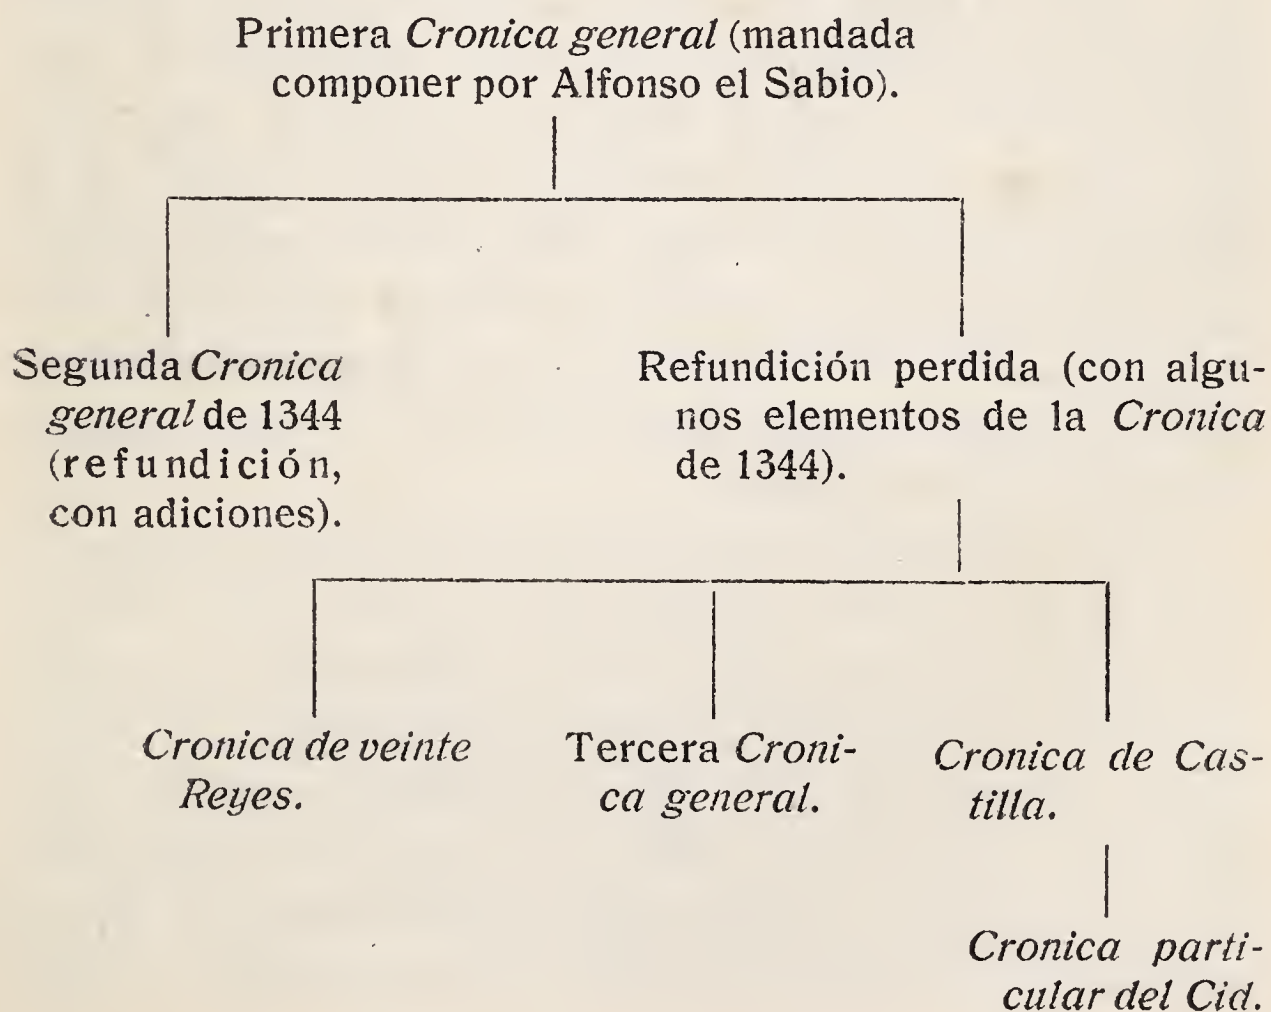 Primera Cronica general (mandada
componer por Alfonso el Sabio).
Segunda Cronica
general de 1344
(refundición,
con adiciones).
Refundición perdida (con algu-
nos elementos de la Cronica
de 1344).
Cronica de veinte
Reyes.
Tercera Croni-
ca general.
Cronica de Cas-
tilla.
Cronica parti-
cular del Cid.